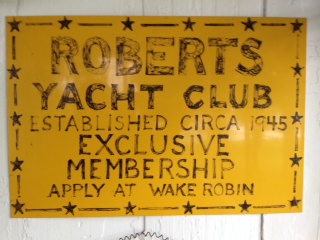 ROBERTS
YACHT CLUB
ESTABLISHED CIRCA 1945
EXCLUSIVE
MEMBERSHIP
APPLY AT WAKE ROBIN